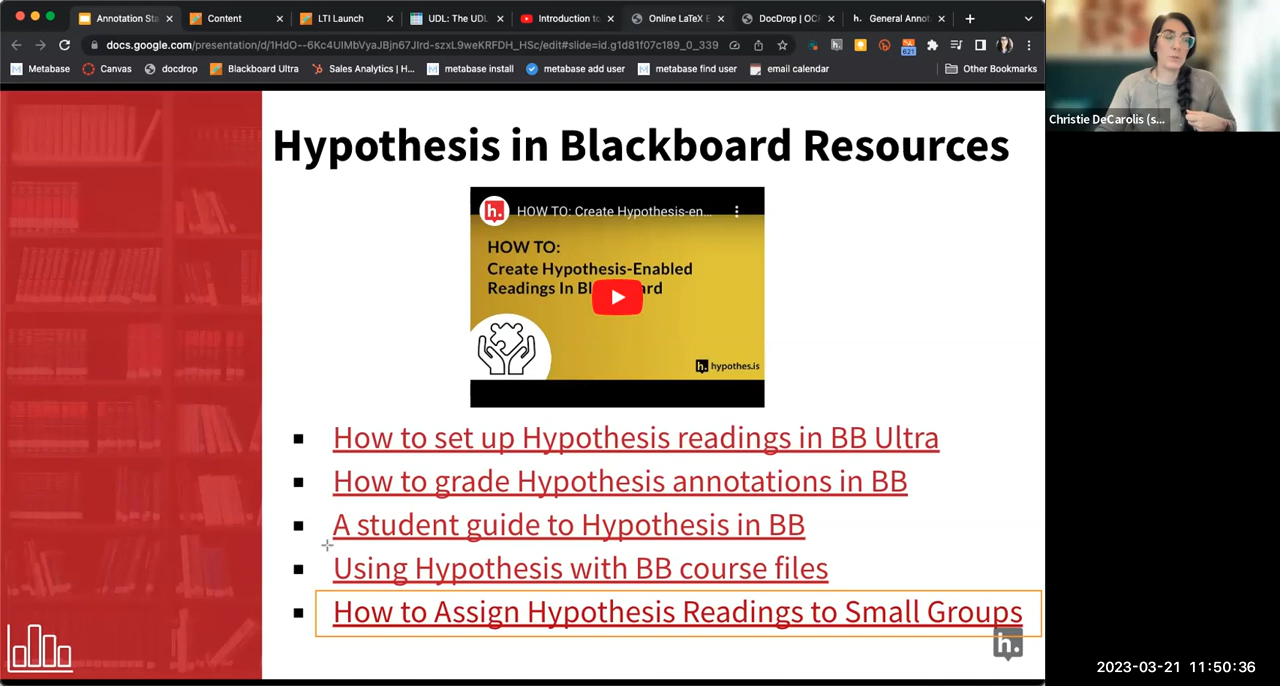 Annotation Sta
Content
LTI Launch
UDL: The UDL
Introduction to
Online LaTeX E
DocDrop | OCR
h. General Annot
docs.google.com/presentation/d/1HdO--6Kc4UIMbVyaJBjn67JIrd-szxL9weKRFDH_HSc/edit#slide=id.g1d81f07c189_0_339
621
Metabase
Canvas
docdrop
Blackboard Ultra
Sales Analytics | H...
metabase install
metabase add user
metabase find user
email calendar
Other Bookmarks
Christie DeCarolis (s...
Hypothesis in Blackboard Resources
h. HOW TO: Create Hypothesis-en...
HOW TO:
Create Hypothesis-Enabled
Readings In Bl ard
h. hypothes.is
▪ How to set up Hypothesis readings in BB Ultra
▪ How to grade Hypothesis annotations in BB
▪ A student guide to Hypothesis in BB
▪ Using Hypothesis with BB course files
▪ How to Assign Hypothesis Readings to Small Groups
h.
2023-03-21 11:50:36